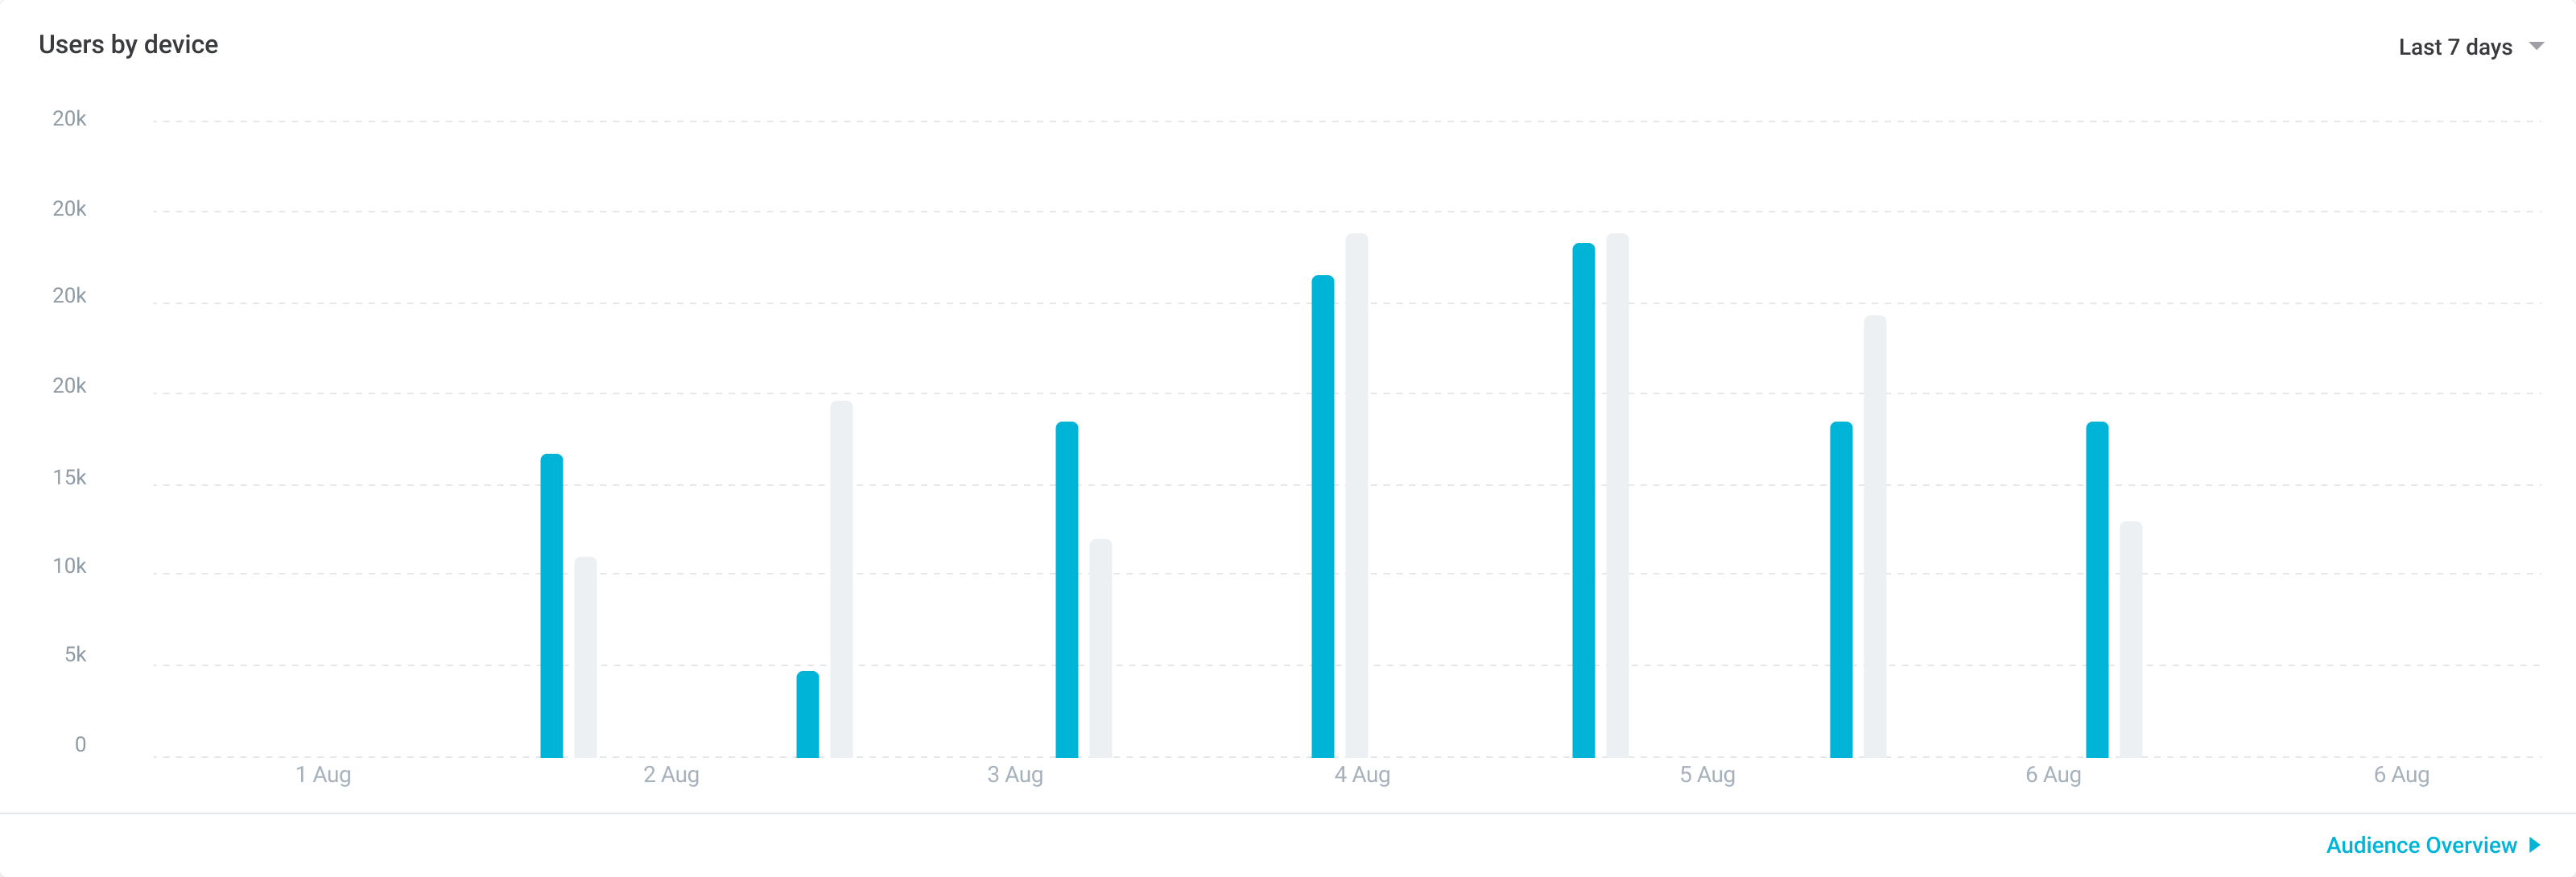 Users by device
Last 7 days
20k
20k
20k
20k
15k
10k
5k
0
1 Aug
2 Aug
3 Aug
4 Aug
5 Aug
6 Aug
6 Aug
Audience Overview